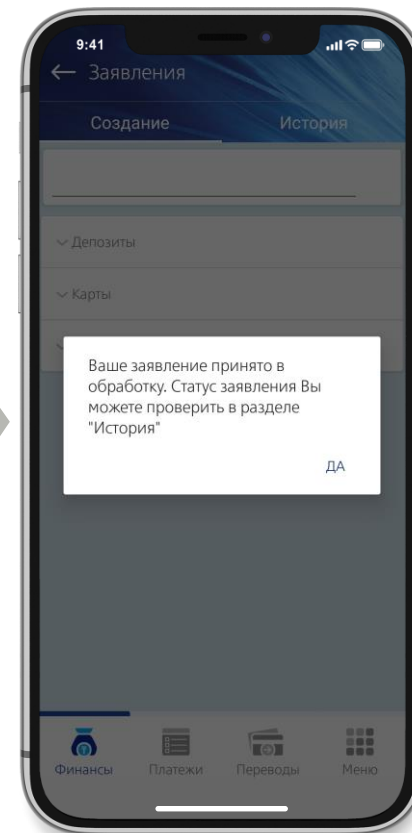 9:41
← Заявления
Создание История
Депозиты
Карты
Ваше заявление принято в
обработку. Статус заявления Вы
можете проверить в разделе
"История"
ДА
Финансы Платежи Переводы Меню